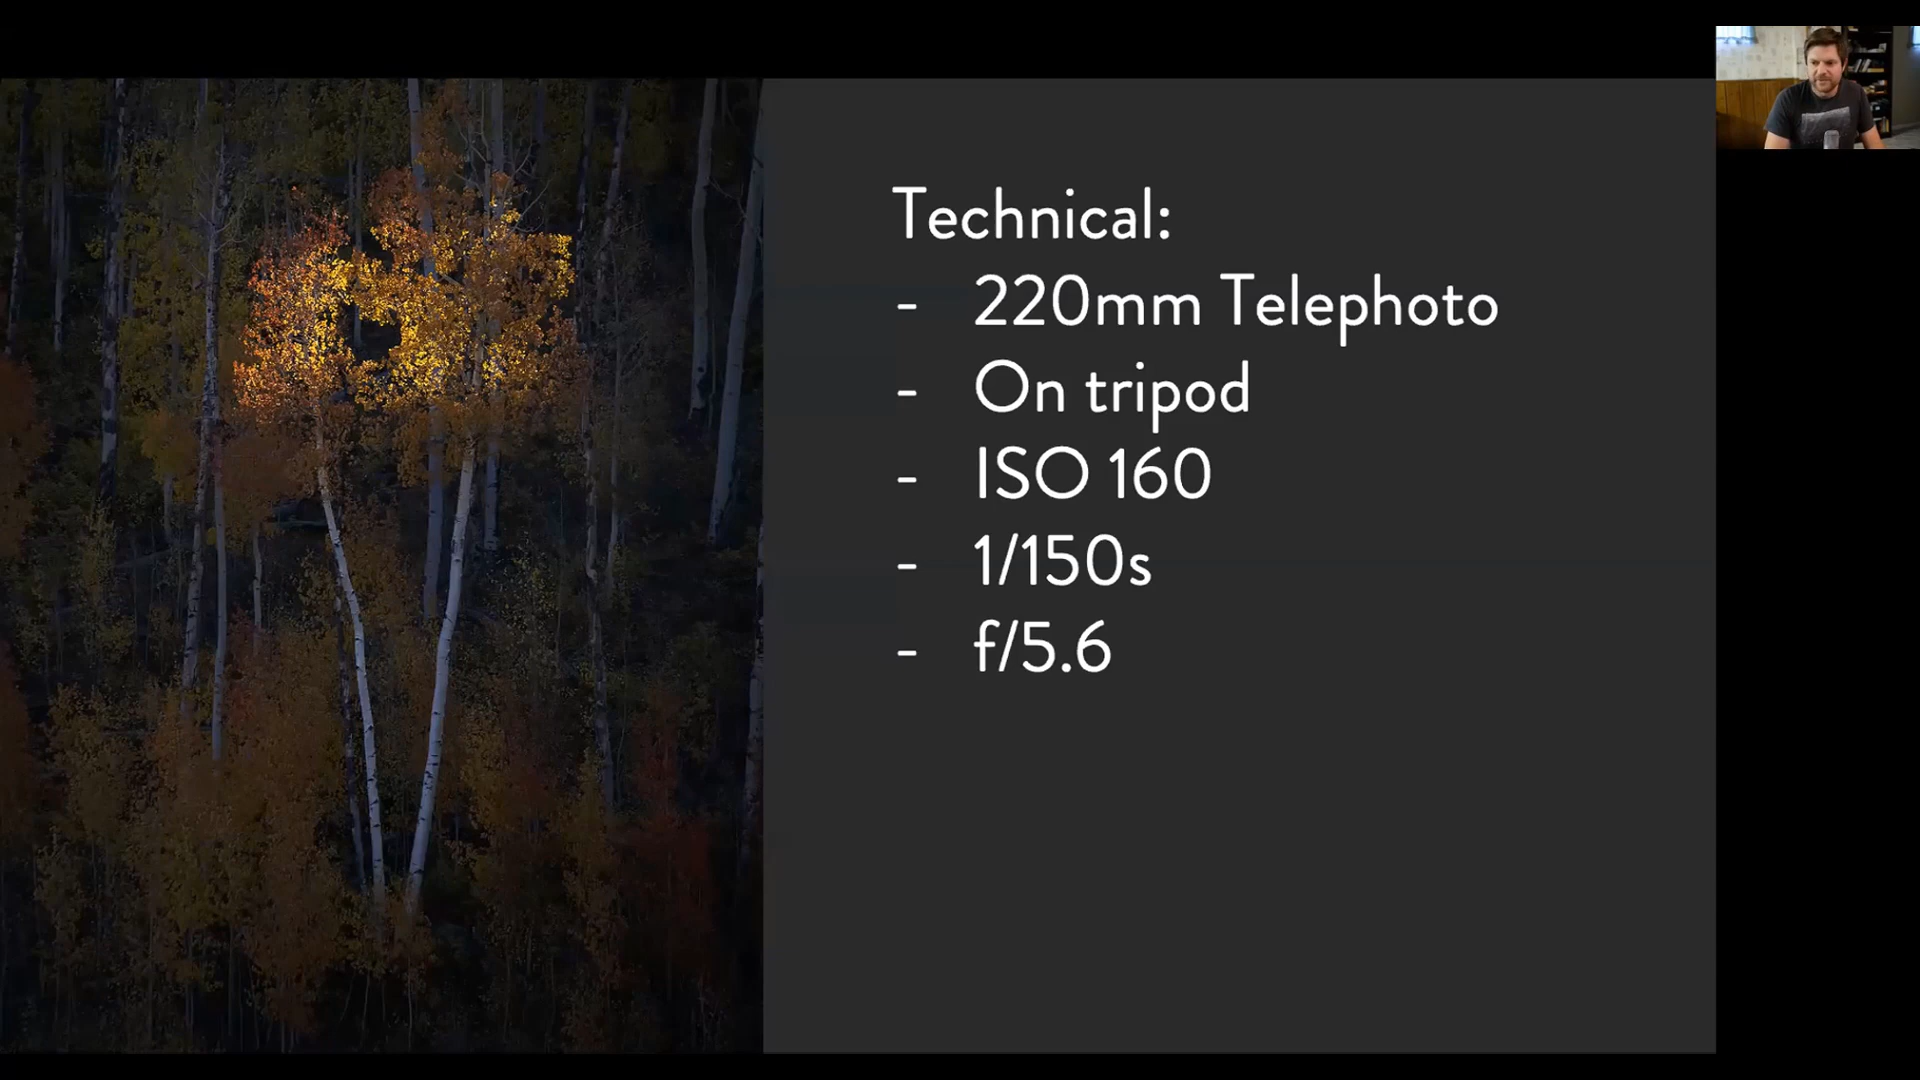 Technical:
- 220mm Telephoto
- On tripod
- ISO 160
- 1/150s
- f/5.6